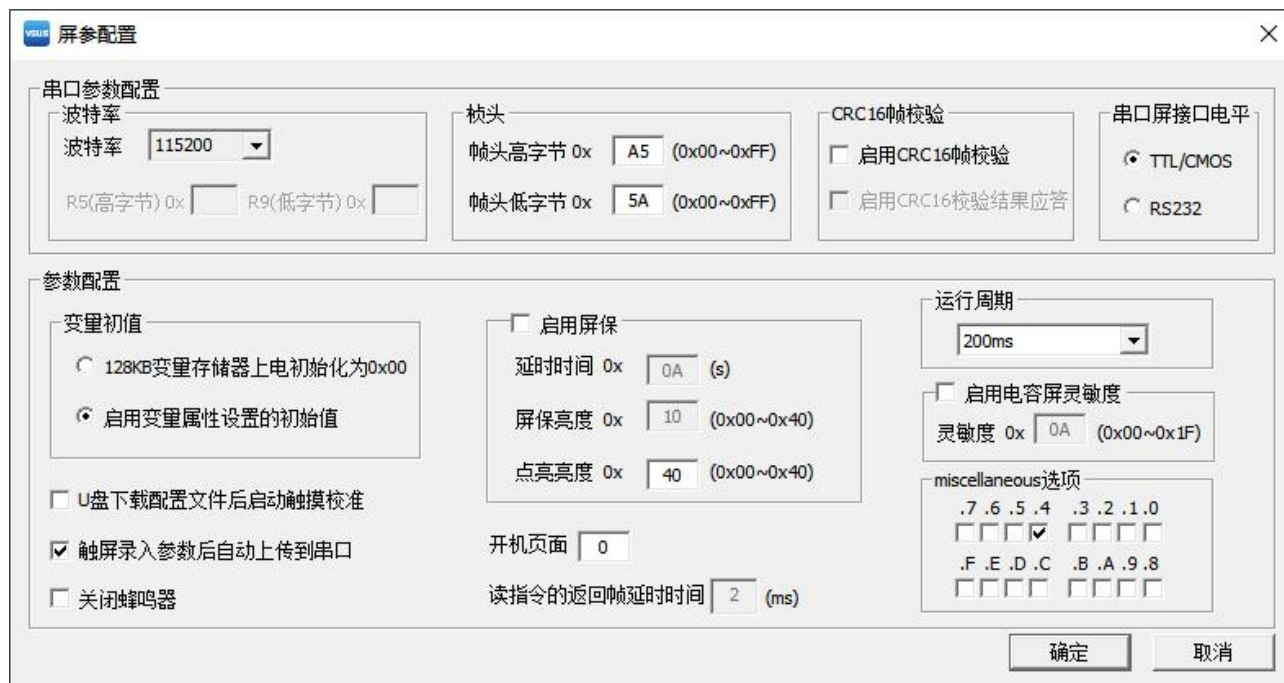 VGUS 屏参配置
串口参数配置
波特率
波特率 115200
R5(高字节) 0x R9(低字节) 0x
桢头
帧头高字节 0x A5 (0x00~0xFF)
帧头低字节 0x 5A (0x00~0xFF)
CRC16帧校验
启用CRC16帧校验
启用CRC16校验结果应答
串口屏接口电平
TTL/CMOS
RS232
参数配置
变量初值
128KB变量存储器上电初始化为0x00
启用变量属性设置的初始值
U盘下载配置文件后启动触摸校准
触屏录入参数后自动上传到串口
关闭蜂鸣器
启用屏保
延时时间 0x 0A (s)
屏保亮度 0x 10 (0x00~0x40)
点亮亮度 0x 40 (0x00~0x40)
开机页面 0
读指令的返回帧延时时间 2 (ms)
运行周期
200ms
启用电容屏灵敏度
灵敏度 0x 0A (0x00~0x1F)
miscellaneous选项
.7 .6 .5 .4 .3 .2 .1 .0
.F .E .D .C .B .A .9 .8
确定 取消